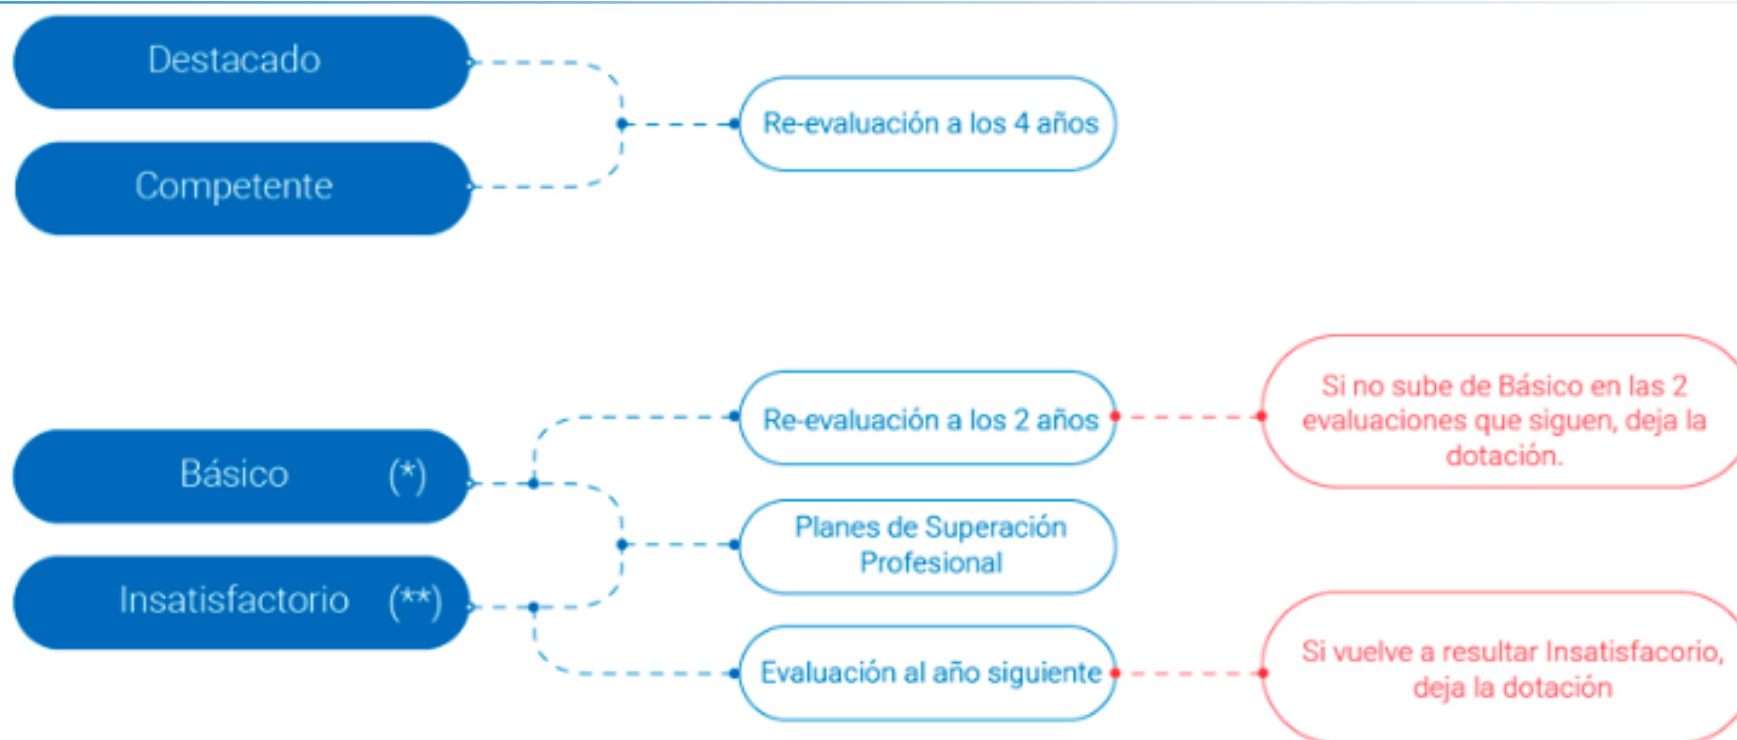 Destacado
Re-evaluación a los 4 años
Competente
Si no sube de Básico en las 2
evaluaciones que siguen, deja la
dotación.
Re-evaluación a los 2 años
Básico (*)
Planes de Superación
Profesional
Insatisfactorio (**)
Evaluación al año siguiente
Si vuelve a resultar Insatisfacorio,
deja la dotación